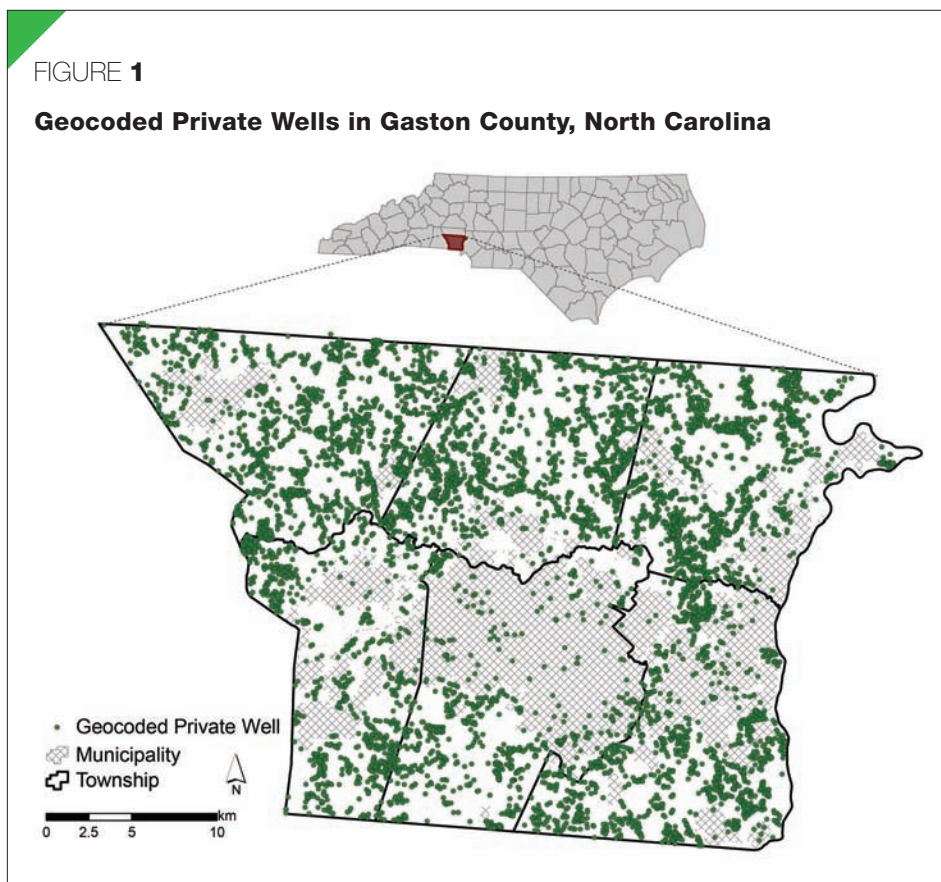 FIGURE 1
Geocoded Private Wells in Gaston County, North Carolina
Geocoded Private Well
Municipality
Township
N
km
0 2.5 5 10